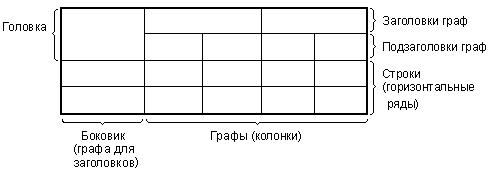 Головка
Заголовки граф
Подзаголовки граф
Строки
(горизонтальные
ряды)
Боковик
(графа для
заголовков)
Графы (колонки)